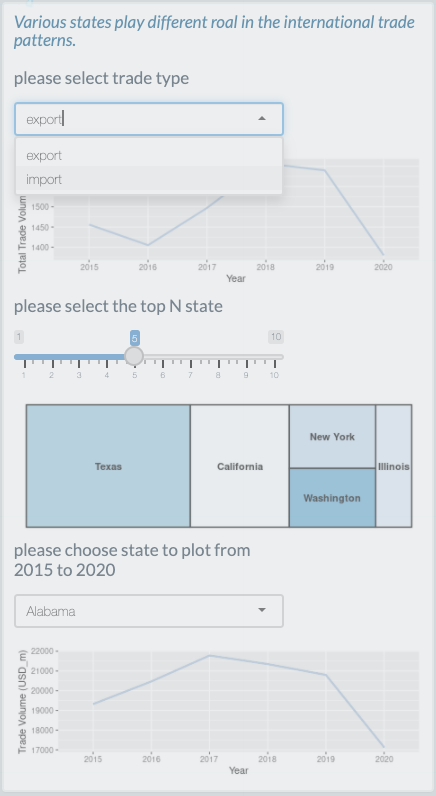 Various states play different roal in the international trade
patterns.
please select trade type
export
export
import
Total Trade Volum
1500
1400
2015 2016 2017 2018 2019 2020
Year
please select the top N state
1 5 10
1 2 3 4 5 6 7 8 9 10
Texas
California
New York
Washington
Illinois
please choose state to plot from
2015 to 2020
Alabama
Trade Volume (USD_m)
22000
21000
20000
19000
18000
17000
2015 2016 2017 2018 2019 2020
Year